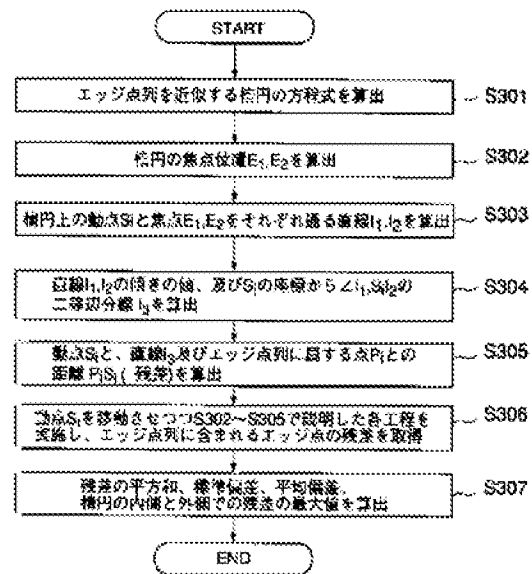 START
エッジ点列を近似する楕円の方程式を算出
S301
楕円の焦点位置E₁,E₂を算出
S302
楕円上の動点Siと焦点E₁,E₂をそれぞれ通る直線l₁,l₂を算出
S303
直線l₁,l₂の傾きの値、及びSiの座標から∠l₁,Sil₂の
二等辺分線 l₃を算出
S304
動点Siと、直線l₃及びエッジ点列に属する点Piとの
距離 PiSi ( 残差)を算出
S305
動点Siを移動させつつS302～S305で説明した各工程を
実施し、エッジ点列に含まれるエッジ点の残差を取得
S306
残差の平方和、標準偏差、平均偏差、
楕円の内側と外側での残差の最大値を算出
S307
END